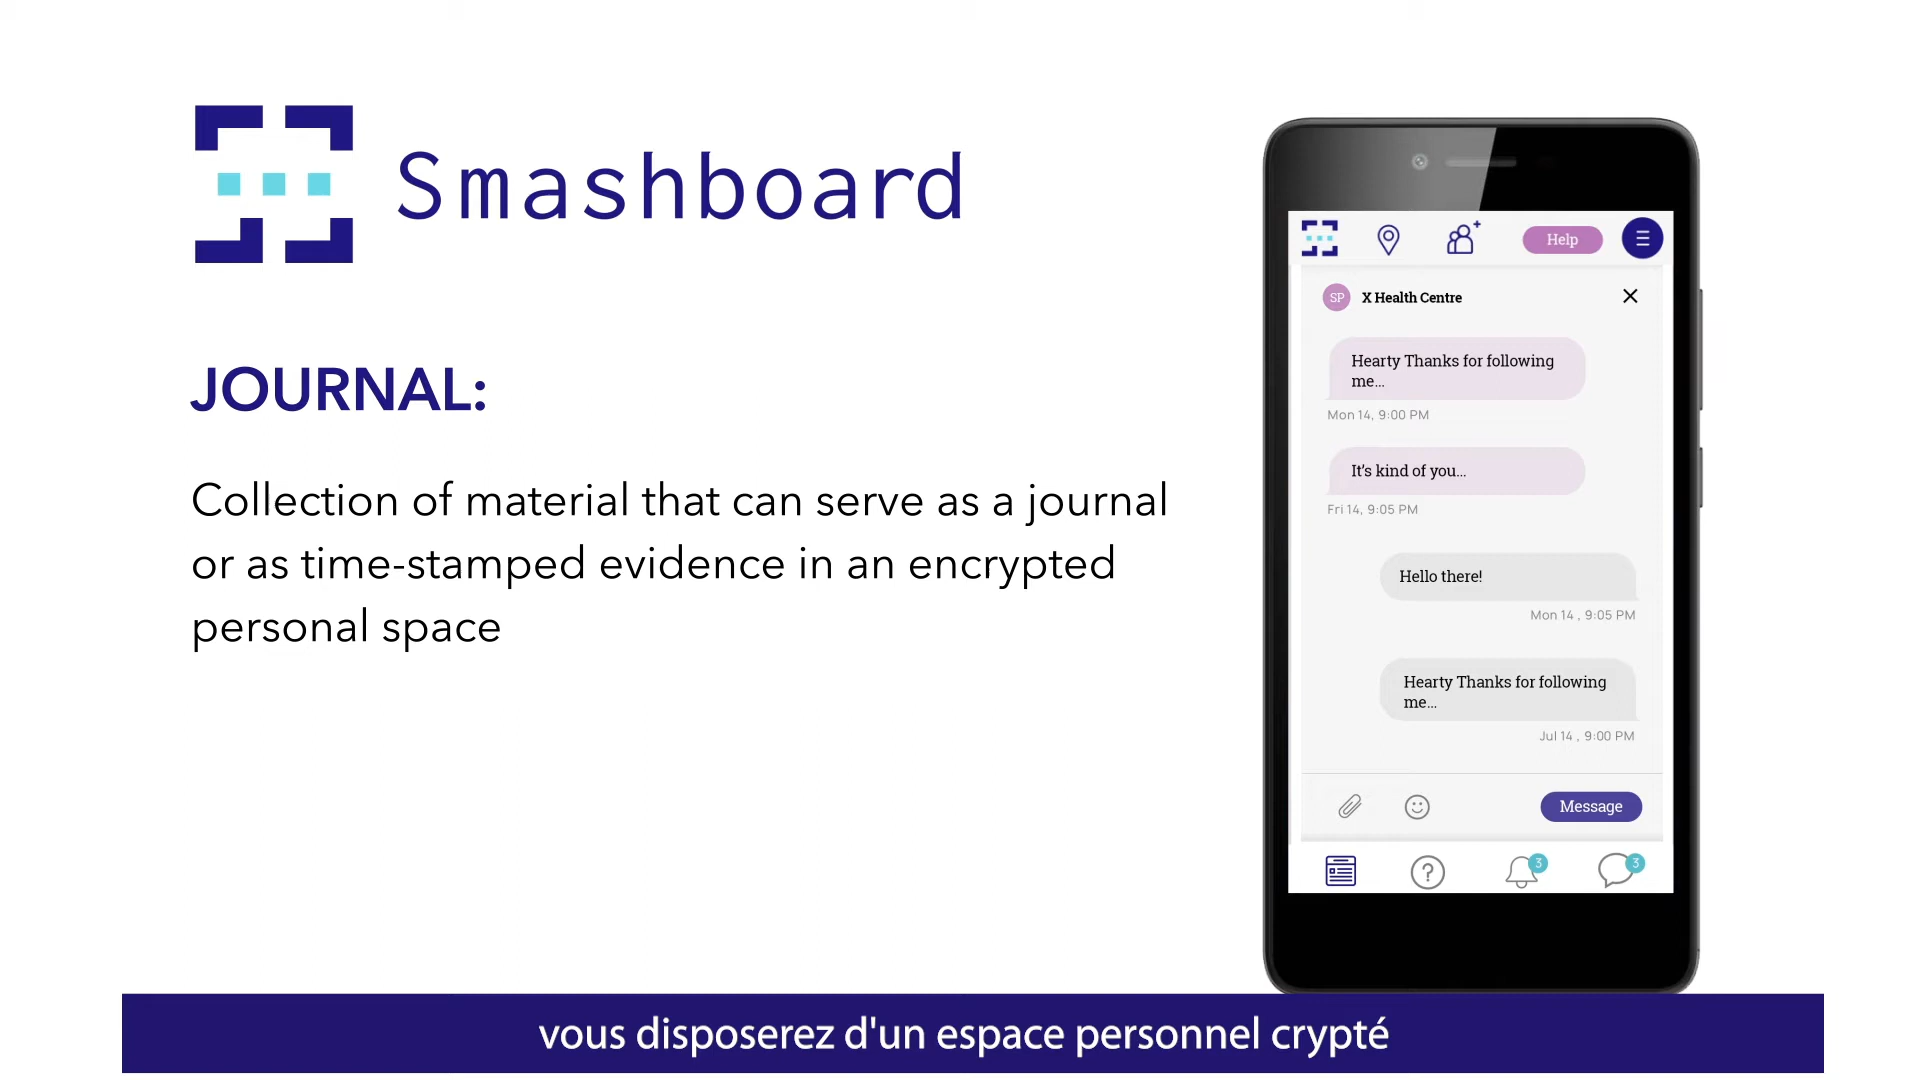 Smashboard
JOURNAL:
Collection of material that can serve as a journal
or as time-stamped evidence in an encrypted
personal space
Help
SP X Health Centre
Hearty Thanks for following
me...
Mon 14, 9:00 PM
It's kind of you...
Fri 14, 9:05 PM
Hello there!
Mon 14 , 9:05 PM
Hearty Thanks for following
me...
Jul 14 , 9:00 PM
Message
3
3
vous disposerez d'un espace personnel crypté